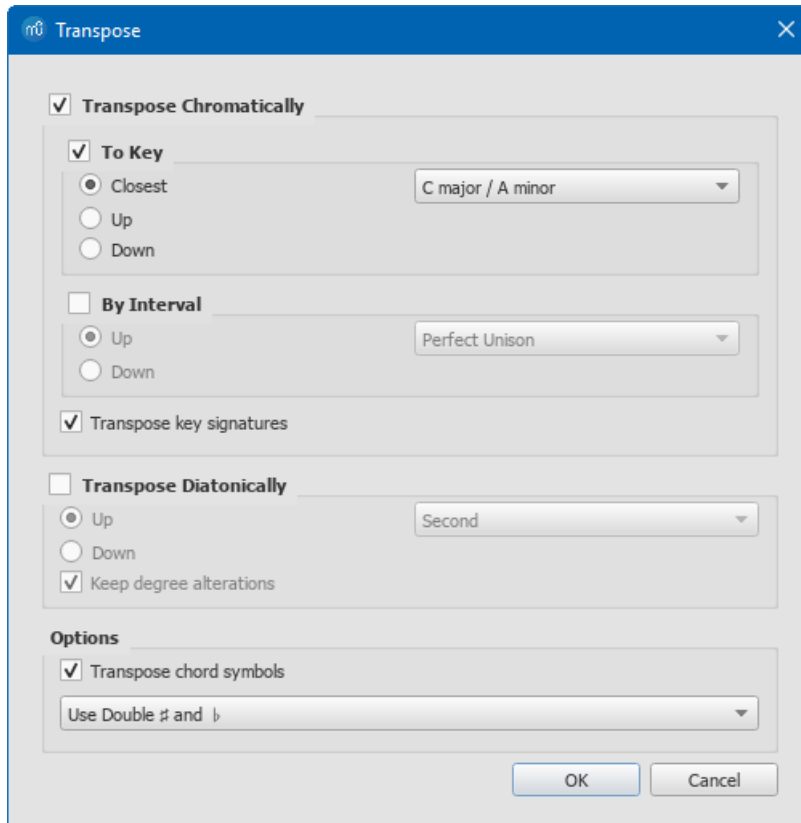 Transpose
Transpose Chromatically
To Key
Closest C major / A minor
Up
Down
By Interval
Up Perfect Unison
Down
Transpose key signatures
Transpose Diatonically
Up Second
Down
Keep degree alterations
Options
Transpose chord symbols
Use Double ♯ and ♭
OK Cancel